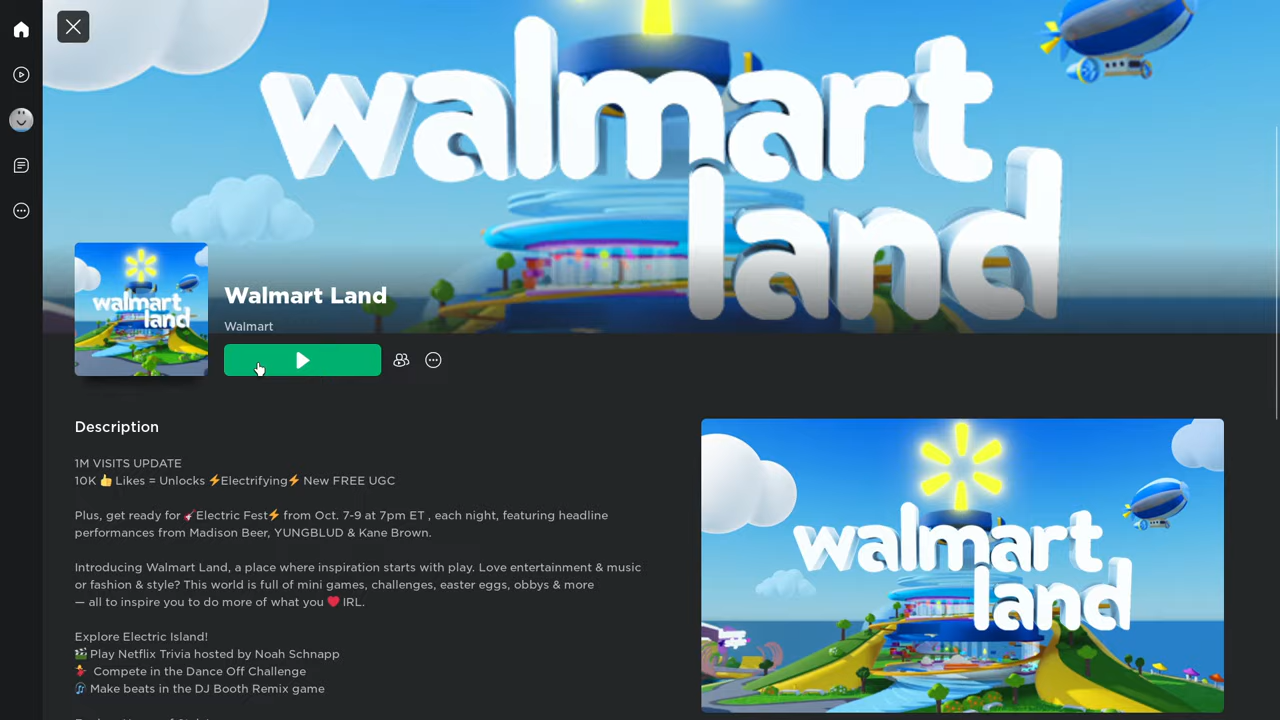 walmart
land
walmart
land
Walmart Land
Walmart
Description
1M VISITS UPDATE
10K 👍 Likes = Unlocks ⚡Electrifying⚡ New FREE UGC
Plus, get ready for 🎸Electric Fest⚡ from Oct. 7-9 at 7pm ET , each night, featuring headline
performances from Madison Beer, YUNGBLUD & Kane Brown.
Introducing Walmart Land, a place where inspiration starts with play. Love entertainment & music
or fashion & style? This world is full of mini games, challenges, easter eggs, obbys & more
— all to inspire you to do more of what you ❤️ IRL.
Explore Electric Island!
🎬 Play Netflix Trivia hosted by Noah Schnapp
💃 Compete in the Dance Off Challenge
🎶 Make beats in the DJ Booth Remix game
walmart
land